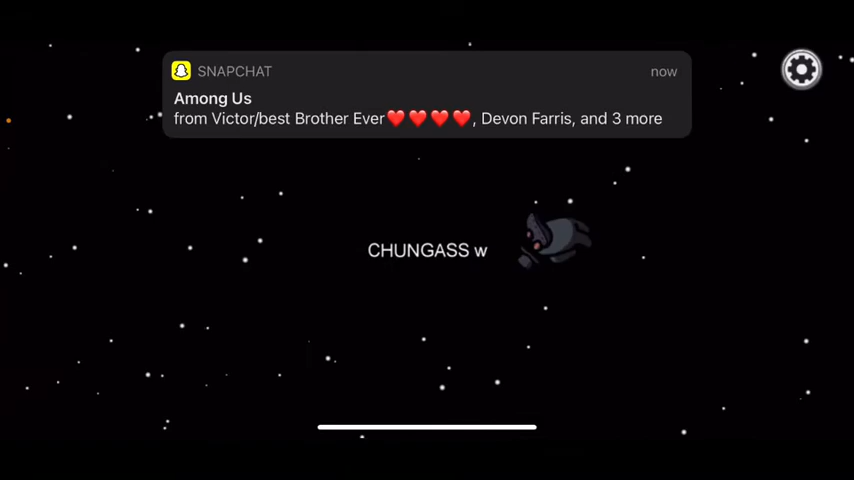 SNAPCHAT now
Among Us
from Victor/best Brother Ever❤️❤️❤️❤️, Devon Farris, and 3 more
CHUNGASS w